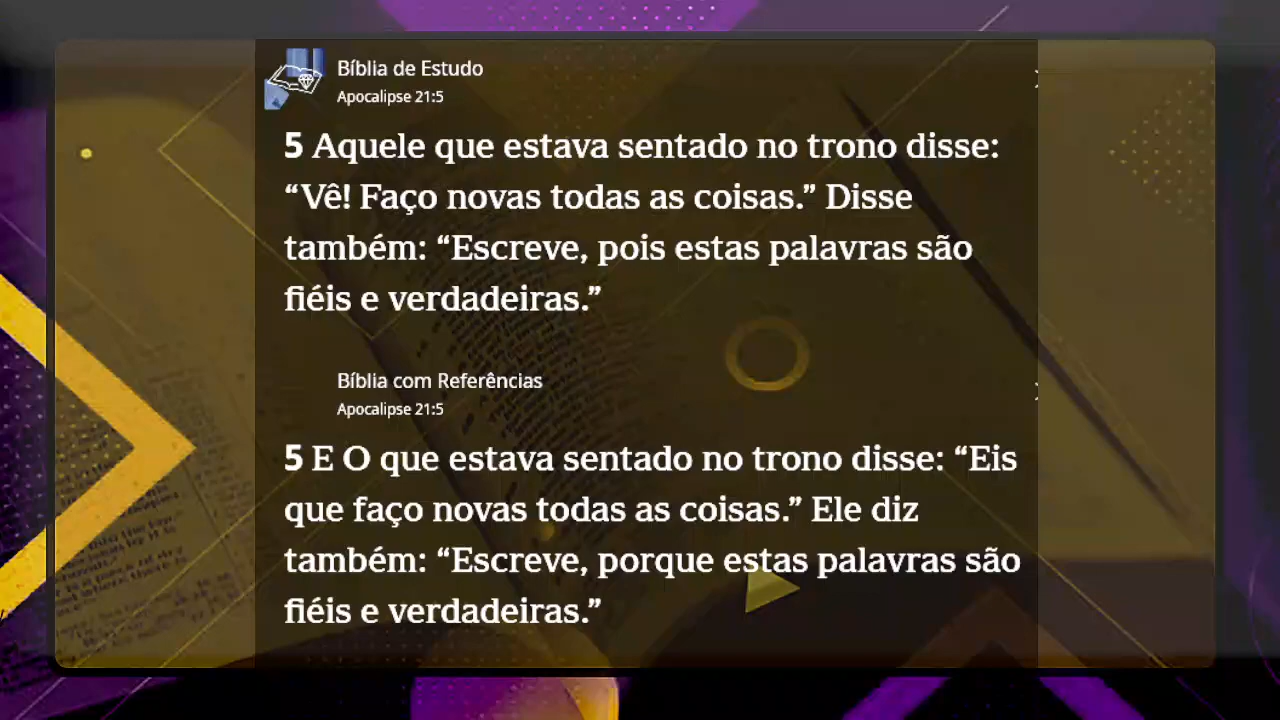 Bíblia de Estudo
Apocalipse 21:5
5 Aquele que estava sentado no trono disse:
“Vê! Faço novas todas as coisas.” Disse
também: “Escreve, pois estas palavras são
fiéis e verdadeiras.”
Bíblia com Referências
Apocalipse 21:5
5 E O que estava sentado no trono disse: “Eis
que faço novas todas as coisas.” Ele diz
também: “Escreve, porque estas palavras são
fiéis e verdadeiras.”